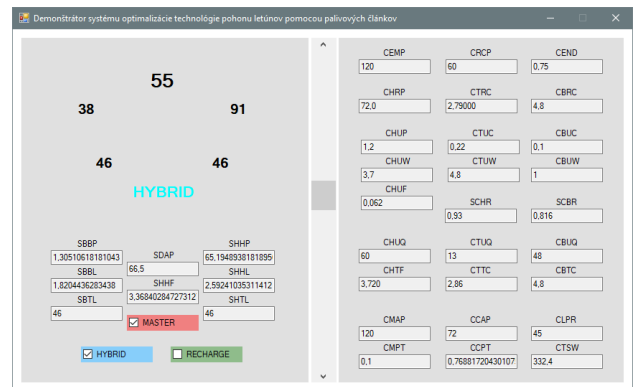 Demonštrátor systému optimalizácie technológie pohonu letúnov pomocou palivových článkov
55
38 91
46 46
HYBRID
SBBP SHHP
1,30510618181043 SDAP 65,1949381818956
SBBL 66,5 SHHL
1,8204436283438 SHHF 2,59241035311412
SBTL 3,36840284727312 SHTL
46 MASTER 46
HYBRID RECHARGE
CEMP CRCP CEND
120 60 0,75
CHRP CTRC CBRC
72,0 2,79000 4,8
CHUP CTUC CBUC
1,2 0,22 0,1
CHUW CTUW CBUW
3,7 4,8 1
CHUF SCHR SCBR
0,062 0,93 0,816
CHUQ CTUQ CBUQ
60 13 48
CHTF CTTC CBTC
3,720 2,86 4,8
CMAP CCAP CLPR
120 72 45
CMPT CCPT CTSW
0,1 0,76881720430107 332,4